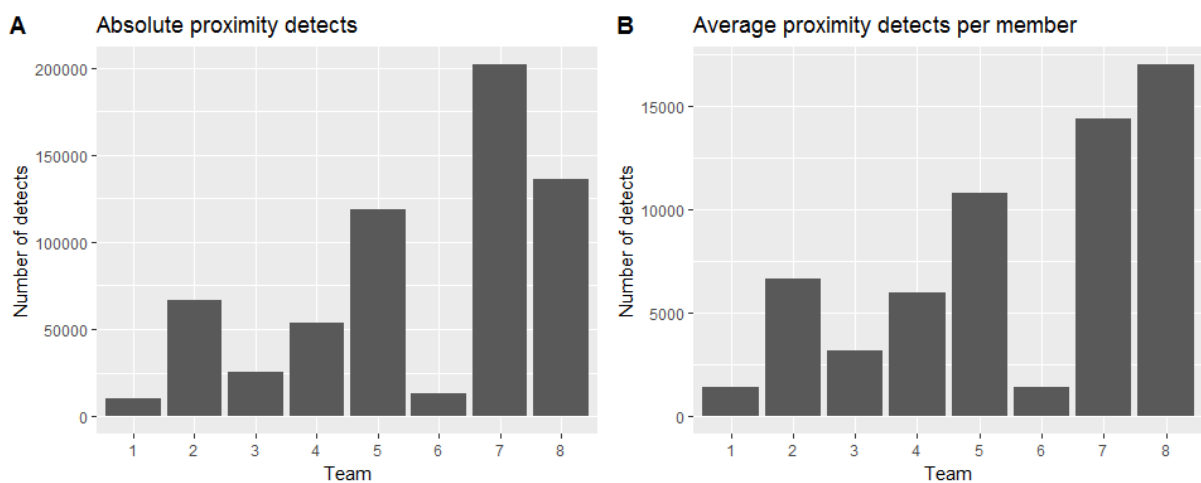 A Absolute proximity detects
Number of detects
200000
150000
100000
50000
0
1 2 3 4 5 6 7 8
Team
B Average proximity detects per member
Number of detects
15000
10000
5000
0
1 2 3 4 5 6 7 8
Team